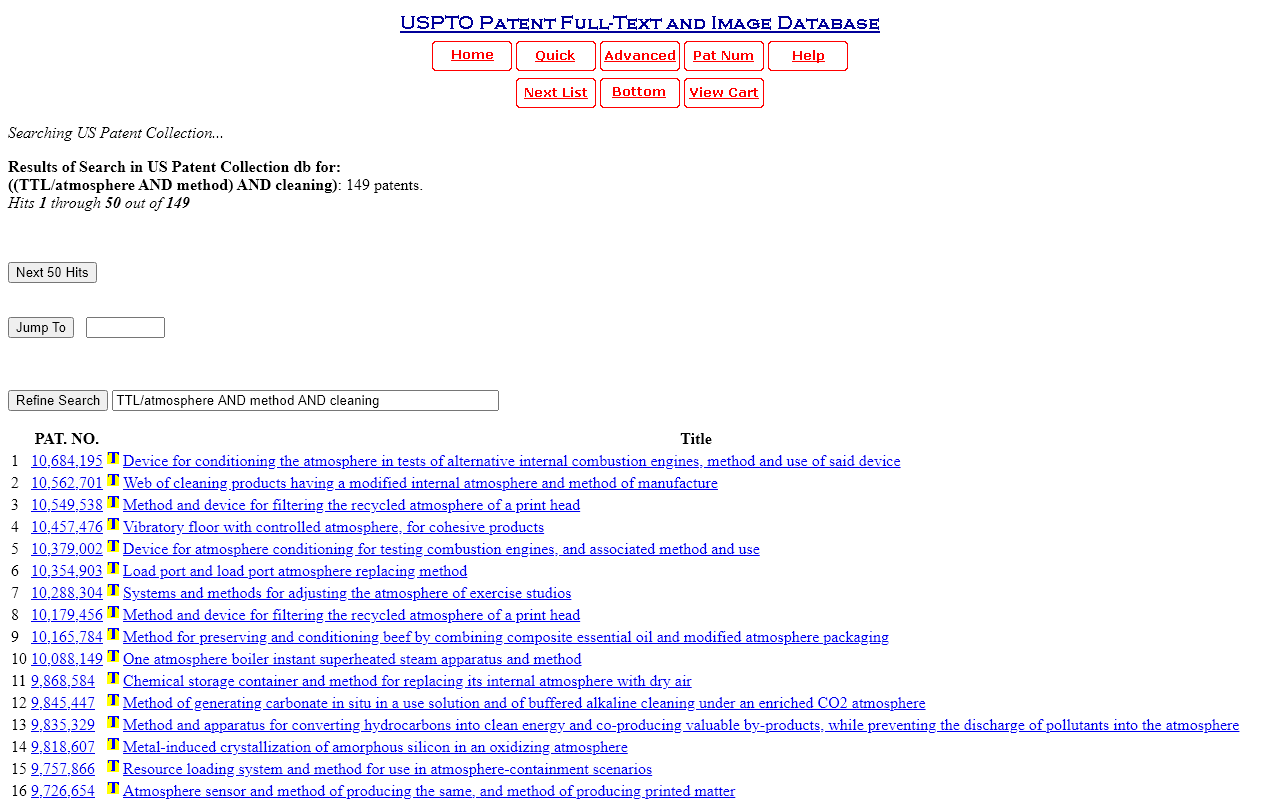 USPTO PATENT FULL-TEXT AND IMAGE DATABASE
Home Quick Advanced Pat Num Help
Next List Bottom View Cart
Searching US Patent Collection...
Results of Search in US Patent Collection db for:
((TTL/atmosphere AND method) AND cleaning): 149 patents.
Hits 1 through 50 out of 149
Next 50 Hits
Jump To
Refine Search TTL/atmosphere AND method AND cleaning
PAT. NO. Title
1 10,684,195 T Device for conditioning the atmosphere in tests of alternative internal combustion engines, method and use of said device
2 10,562,701 T Web of cleaning products having a modified internal atmosphere and method of manufacture
3 10,549,538 T Method and device for filtering the recycled atmosphere of a print head
4 10,457,476 T Vibratory floor with controlled atmosphere, for cohesive products
5 10,379,002 T Device for atmosphere conditioning for testing combustion engines, and associated method and use
6 10,354,903 T Load port and load port atmosphere replacing method
7 10,288,304 T Systems and methods for adjusting the atmosphere of exercise studios
8 10,179,456 T Method and device for filtering the recycled atmosphere of a print head
9 10,165,784 T Method for preserving and conditioning beef by combining composite essential oil and modified atmosphere packaging
10 10,088,149 T One atmosphere boiler instant superheated steam apparatus and method
11 9,868,584 T Chemical storage container and method for replacing its internal atmosphere with dry air
12 9,845,447 T Method of generating carbonate in situ in a use solution and of buffered alkaline cleaning under an enriched CO2 atmosphere
13 9,835,329 T Method and apparatus for converting hydrocarbons into clean energy and co-producing valuable by-products, while preventing the discharge of pollutants into the atmosphere
14 9,818,607 T Metal-induced crystallization of amorphous silicon in an oxidizing atmosphere
15 9,757,866 T Resource loading system and method for use in atmosphere-containment scenarios
16 9,726,654 T Atmosphere sensor and method of producing the same, and method of producing printed matter